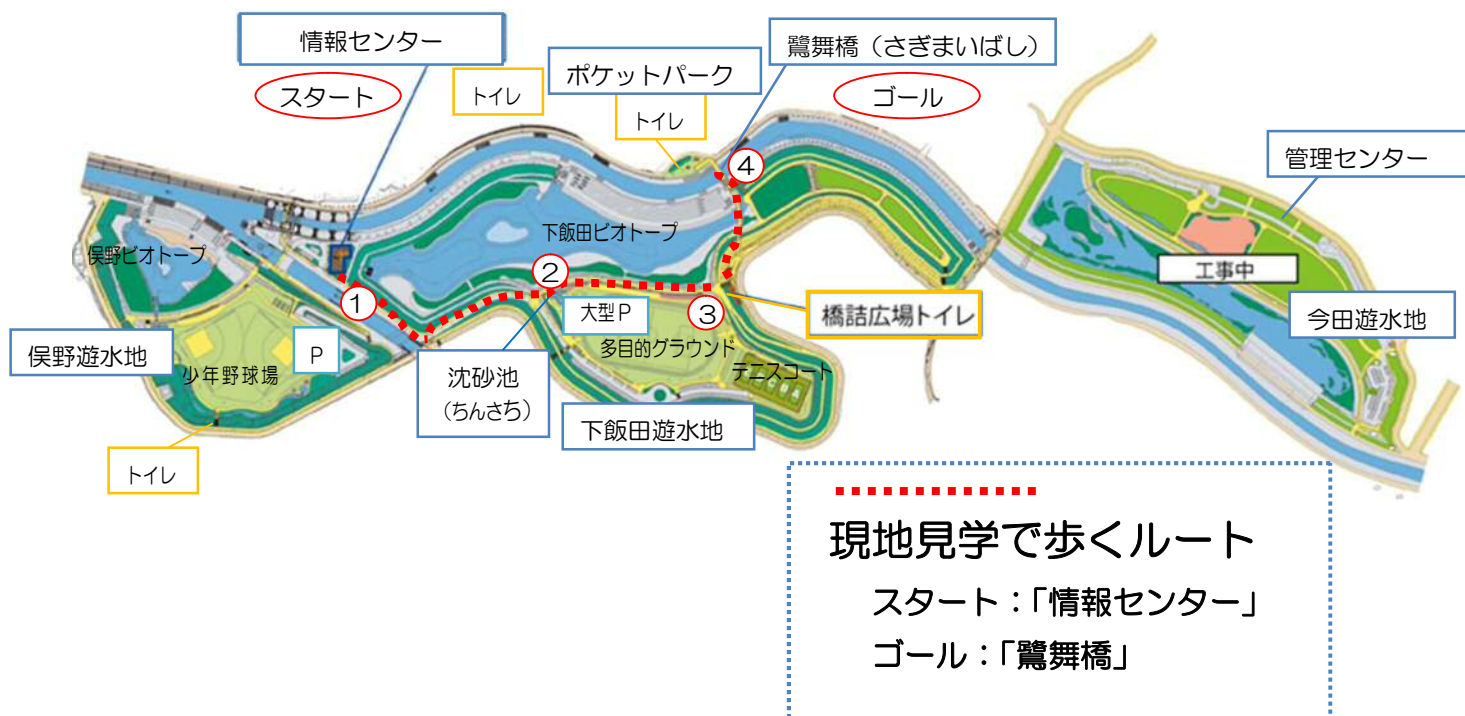 情報センター
スタート
トイレ
ポケットパーク
トイレ
鷺舞橋（さぎまいばし）
ゴール
管理センター
④
下飯田ビオトープ
俣野ビオトープ
工事中
①
②
③
大型P
橋詰広場トイレ
今田遊水地
俣野遊水地
P
少年野球場
多目的グラウンド
テニスコート
沈砂池
（ちんさち）
下飯田遊水地
トイレ
現地見学で歩くルート
スタート：「情報センター」
ゴール：「鷺舞橋」